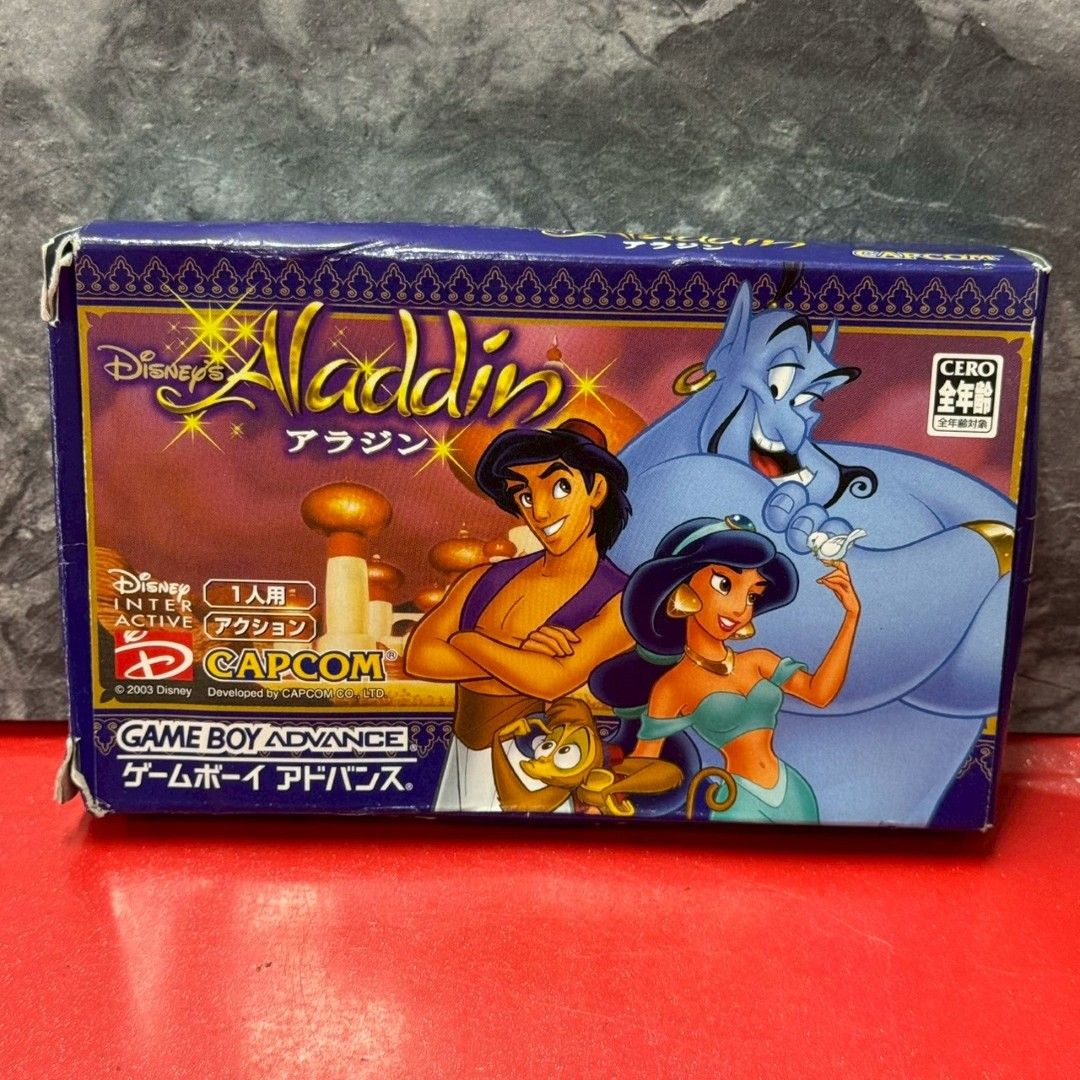 Aladdin
アラジン
CAPCOM
Disney's Aladdin
アラジン
CERO
全年齢
全年齢対象
Disney
INTER
ACTIVE
1人用
アクション
CAPCOM®
© 2003 Disney
Developed by CAPCOM CO., LTD.
GAME BOY ADVANCE
ゲームボーイ アドバンス®